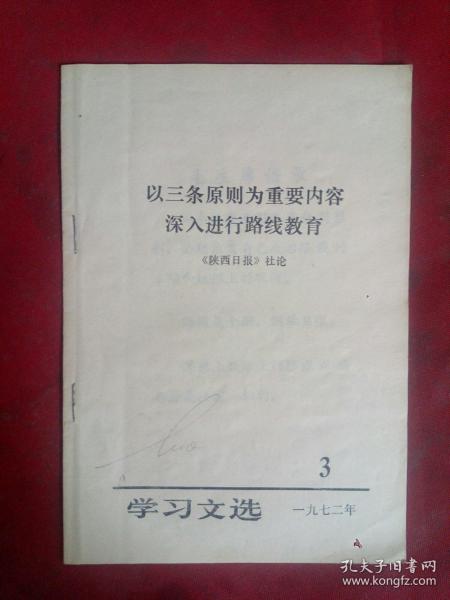 以三条原则为重要内容
深入进行路线教育
《陕西日报》社论
3
学习文选
一九七二年
孔夫子旧书网
www.kongfz.com